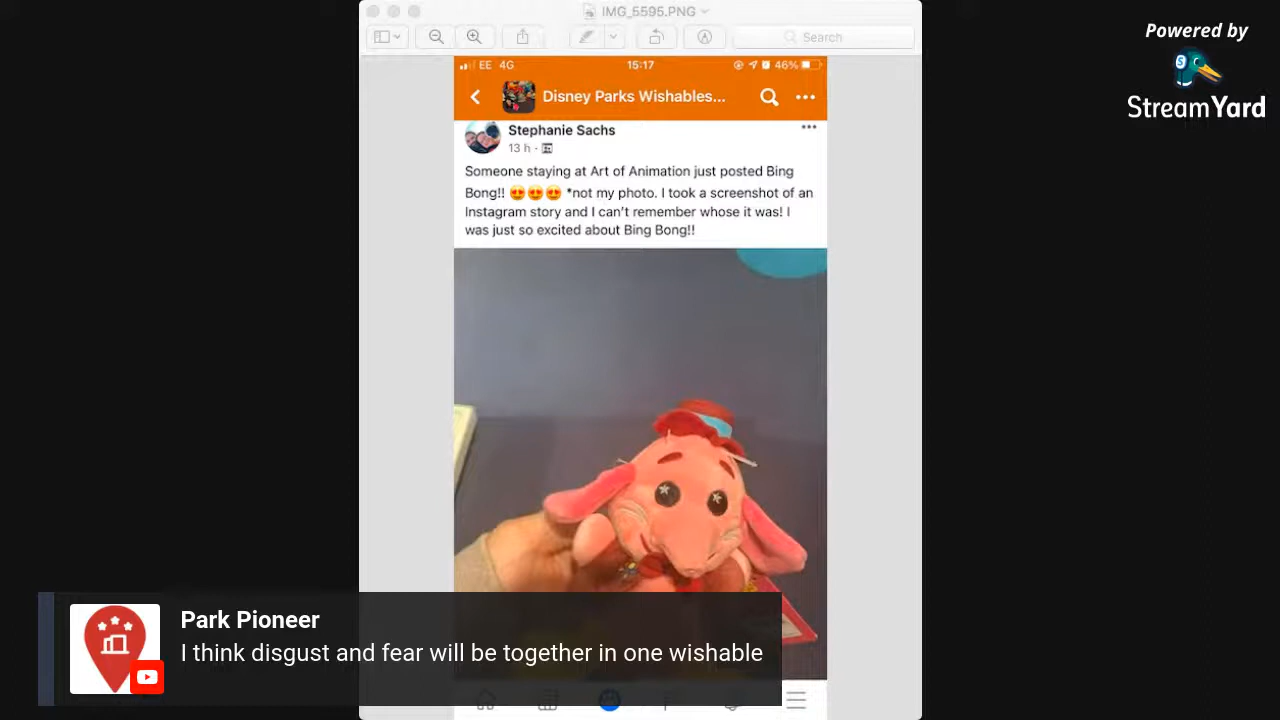 IMG_5595.PNG
Search
Powered by
StreamYard
EE 4G
15:17
46%
Disney Parks Wishables...
Stephanie Sachs
13 h
Someone staying at Art of Animation just posted Bing
Bong!! 😍😍😍 *not my photo. I took a screenshot of an
Instagram story and I can't remember whose it was! I
was just so excited about Bing Bong!!
Park Pioneer
I think disgust and fear will be together in one wishable